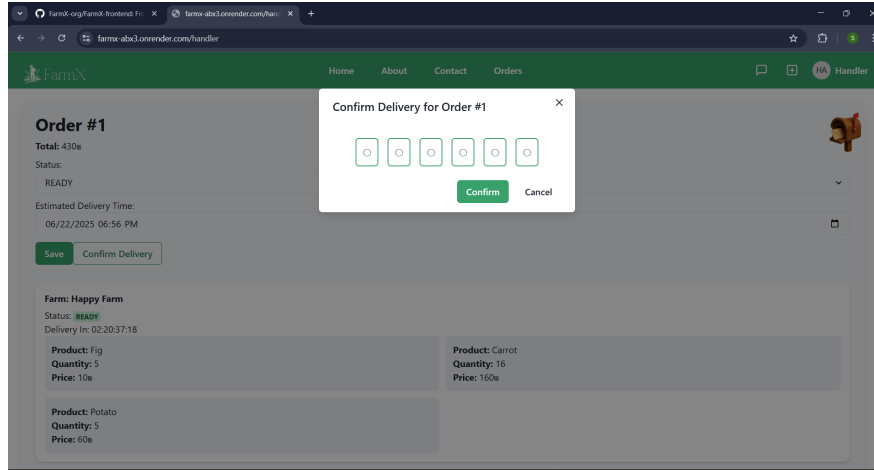 FarmX-org/FarmX-frontend: Fro
farmx-abx3.onrender.com/hand
farmx-abx3.onrender.com/handler
S
FarmX
Home
About
Contact
Orders
HA
Handler
Confirm Delivery for Order #1
Confirm
Cancel
Order #1
Total: 430₪
Status:
READY
Estimated Delivery Time:
06/22/2025 06:56 PM
Save
Confirm Delivery
Farm: Happy Farm
Status: READY
Delivery In: 02:20:37:18
Product: Fig
Quantity: 5
Price: 10₪
Product: Carrot
Quantity: 16
Price: 160₪
Product: Potato
Quantity: 5
Price: 60₪